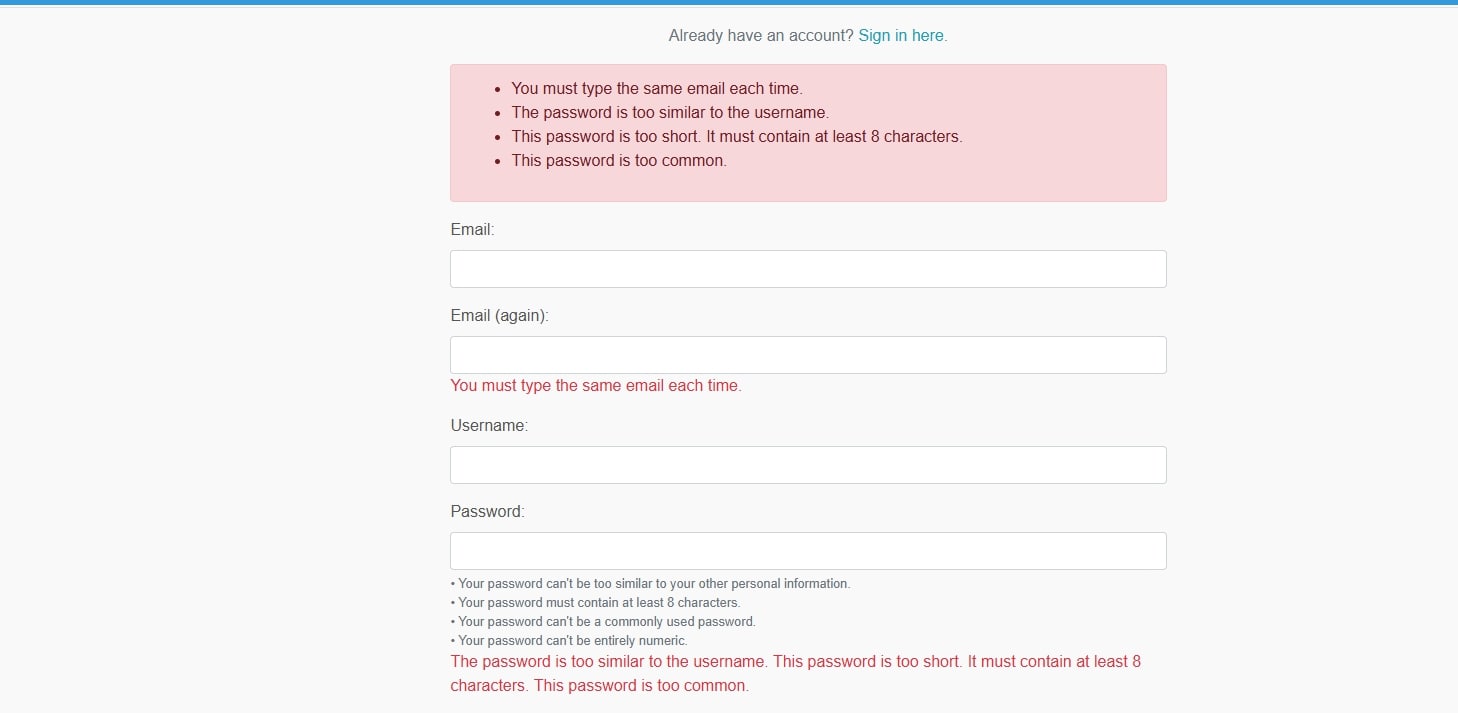 Already have an account? Sign in here.
• You must type the same email each time.
• The password is too similar to the username.
• This password is too short. It must contain at least 8 characters.
• This password is too common.
Email:
Email (again):
You must type the same email each time.
Username:
Password:
• Your password can't be too similar to your other personal information.
• Your password must contain at least 8 characters.
• Your password can't be a commonly used password.
• Your password can't be entirely numeric.
The password is too similar to the username. This password is too short. It must contain at least 8
characters. This password is too common.